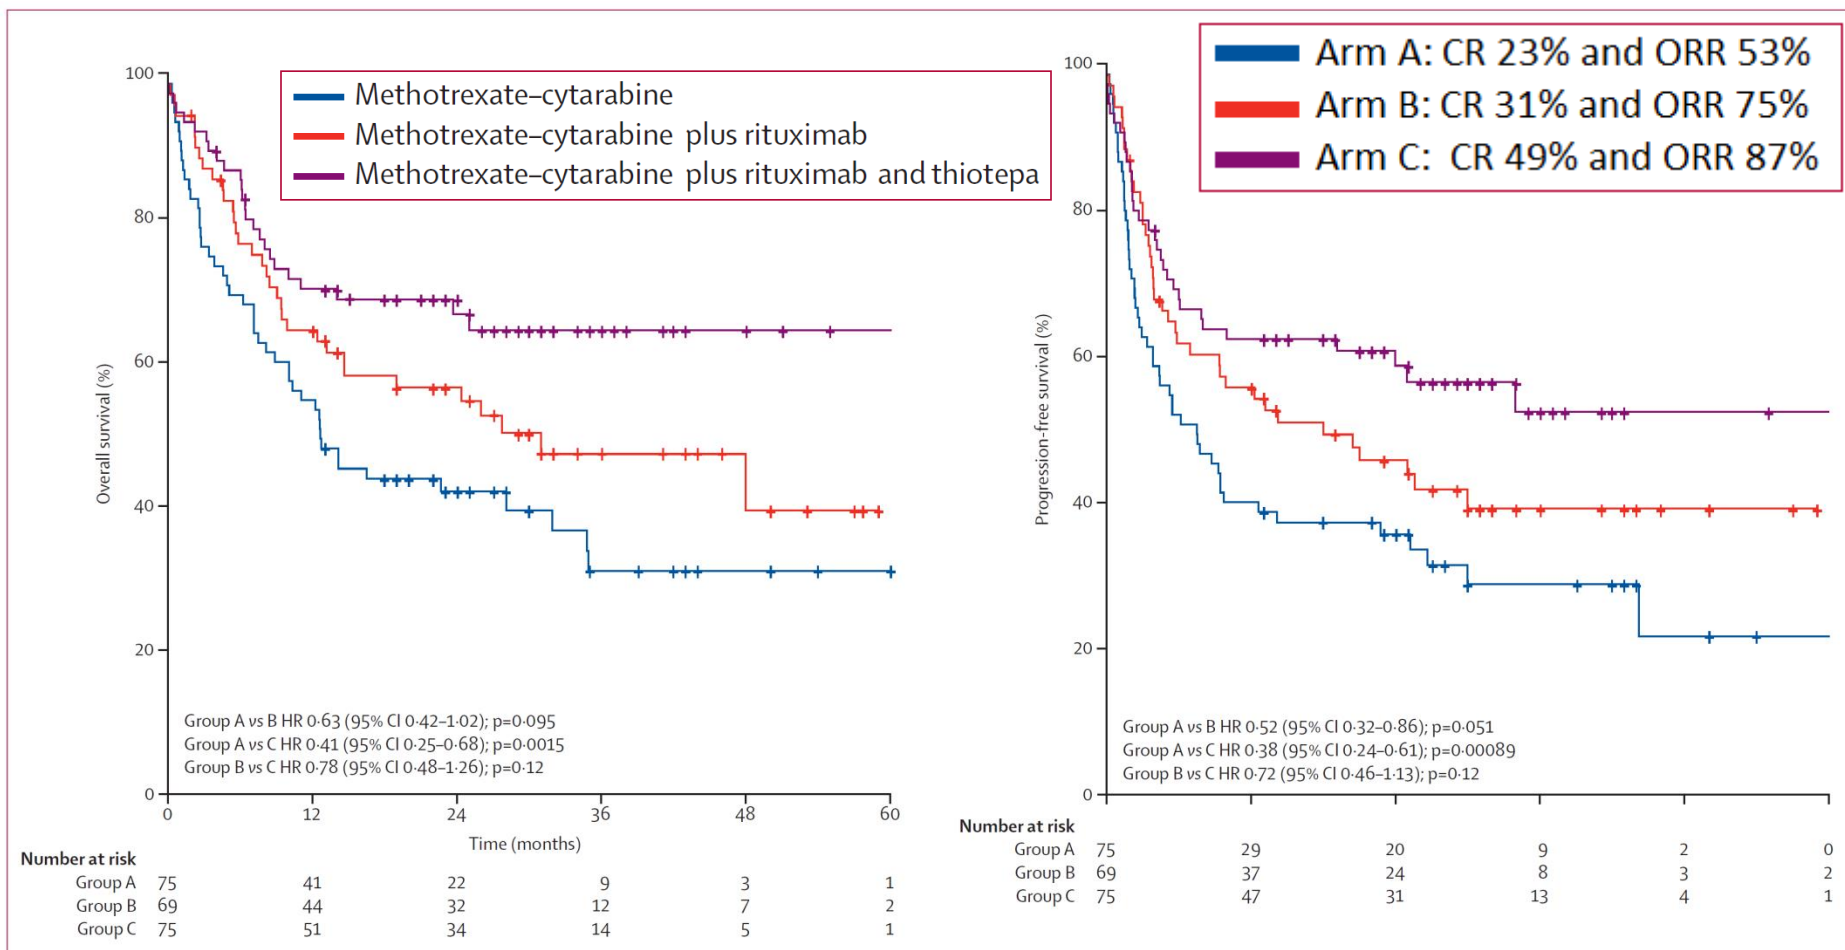 Methotrexate–cytarabine
Methotrexate–cytarabine plus rituximab
Methotrexate–cytarabine plus rituximab and thiotepa
100
80
60
40
20
0
Overall survival (%)
Group A vs B HR 0·63 (95% CI 0·42–1·02); p=0·095
Group A vs C HR 0·41 (95% CI 0·25–0·68); p=0·0015
Group B vs C HR 0·78 (95% CI 0·48–1·26); p=0·12
0 12 24 36 48 60
Time (months)
Number at risk
Group A 75 41 22 9 3 1
Group B 69 44 32 12 7 2
Group C 75 51 34 14 5 1
Arm A: CR 23% and ORR 53%
Arm B: CR 31% and ORR 75%
Arm C: CR 49% and ORR 87%
100
80
60
40
20
0
Progression-free survival (%)
Group A vs B HR 0·52 (95% CI 0·32–0·86); p=0·051
Group A vs C HR 0·38 (95% CI 0·24–0·61); p=0·00089
Group B vs C HR 0·72 (95% CI 0·46–1·13); p=0·12
Number at risk
Group A 75 29 20 9 2 0
Group B 69 37 24 8 3 2
Group C 75 47 31 13 4 1